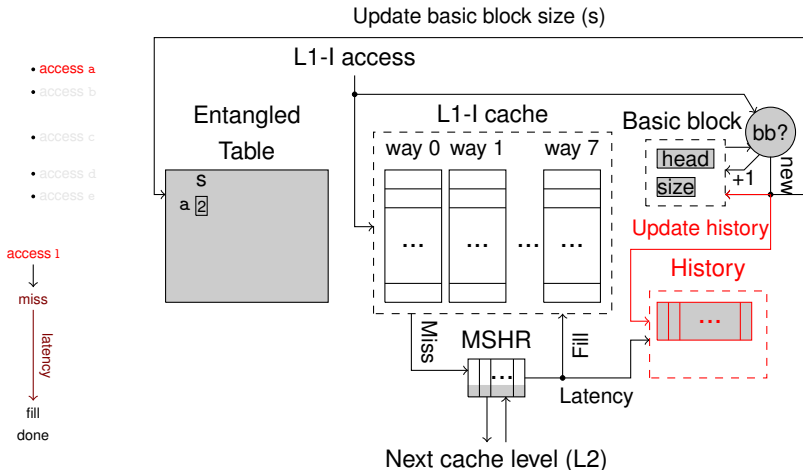 Update basic block size (s)
L1-I access
access a
access b
access c
access d
access e
Entangled
Table
s
a 2
L1-I cache
way 0 way 1 way 7
... ... ... ...
Basic block
head
size
bb?
+1
new
Update history
History
...
access l
miss
latency
fill
done
Miss
Fill
MSHR
...
Latency
Next cache level (L2)